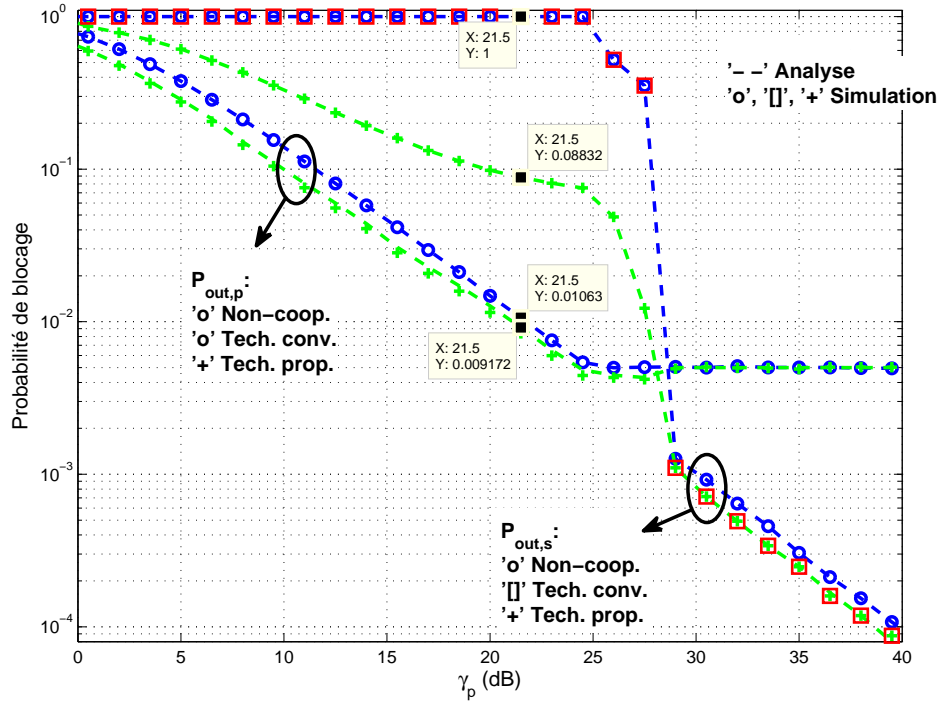 Probabilité de blocage
10^0
10^-1
10^-2
10^-3
10^-4
X: 21.5
Y: 1
'– –' Analyse
'o', '[]', '+' Simulation
X: 21.5
Y: 0.08832
X: 21.5
Y: 0.01063
X: 21.5
Y: 0.009172
P_out,p:
'o' Non–coop.
'o' Tech. conv.
'+' Tech. prop.
P_out,s:
'o' Non–coop.
'[]' Tech. conv.
'+' Tech. prop.
0 5 10 15 20 25 30 35 40
γ_p (dB)